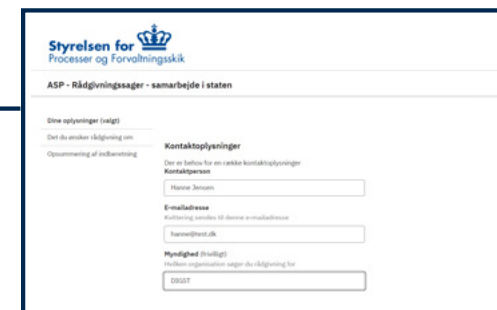 Styrelsen for
Processer og Forvaltningsskik
ASP - Rådgivningssager - samarbejde i staten
Dine oplysninger (valgt)
Det du ønsker rådgivning om
Opsummering af indberetning
Kontaktoplysninger
Der er behov for en række kontaktoplysninger
Kontaktperson
Hanne Jensen
E-mailadresse
Kvittering sendes til denne e-mailadresse
hanne@test.dk
Myndighed (frivilligt)
Hvilken organisation søger du rådgivning for
DIGST